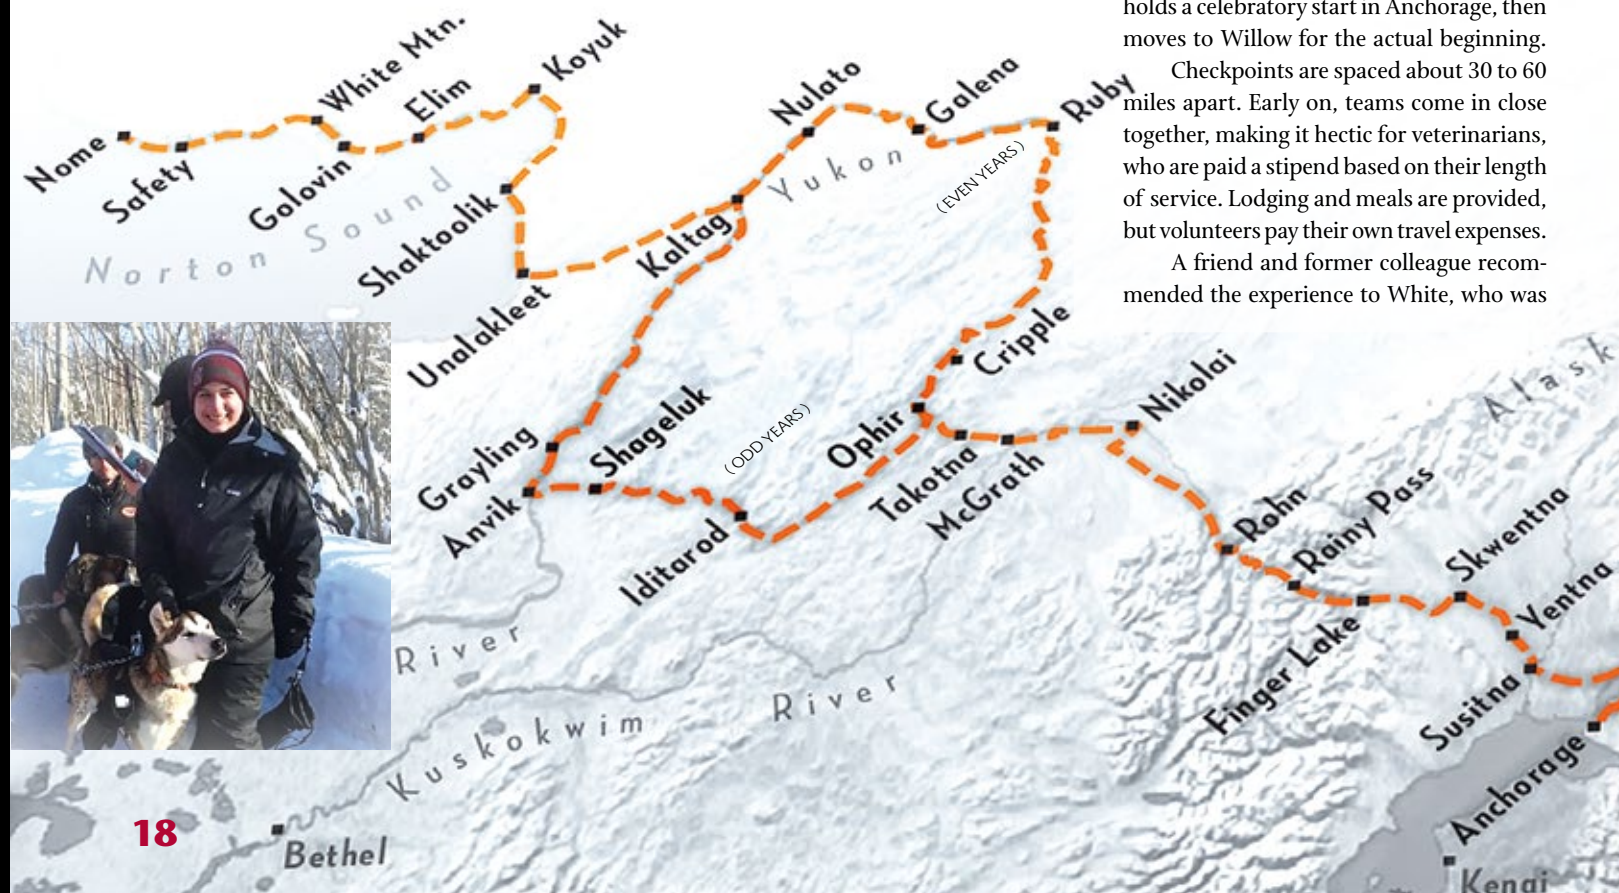 holds a celebratory start in Anchorage, then
moves to Willow for the actual beginning.
Checkpoints are spaced about 30 to 60
miles apart. Early on, teams come in close
together, making it hectic for veterinarians,
who are paid a stipend based on their length
of service. Lodging and meals are provided,
but volunteers pay their own travel expenses.
A friend and former colleague recom-
mended the experience to White, who was
Nome
Safety
White Mtn.
Golovin
Elim
Koyuk
Norton Sound
Shaktoolik
Unalakleet
Kaltag
Nulato
Yukon
Galena
Ruby
(EVEN YEARS)
Cripple
Ophir
(ODD YEARS)
Grayling
Anvik
Shageluk
Iditarod
Takotna
McGrath
Nikolai
Rohn
Rainy Pass
Finger Lake
Skwentna
Yentna
Susitna
Anchorage
Alask
River
Kuskokwim
River
Bethel
Kenai
18